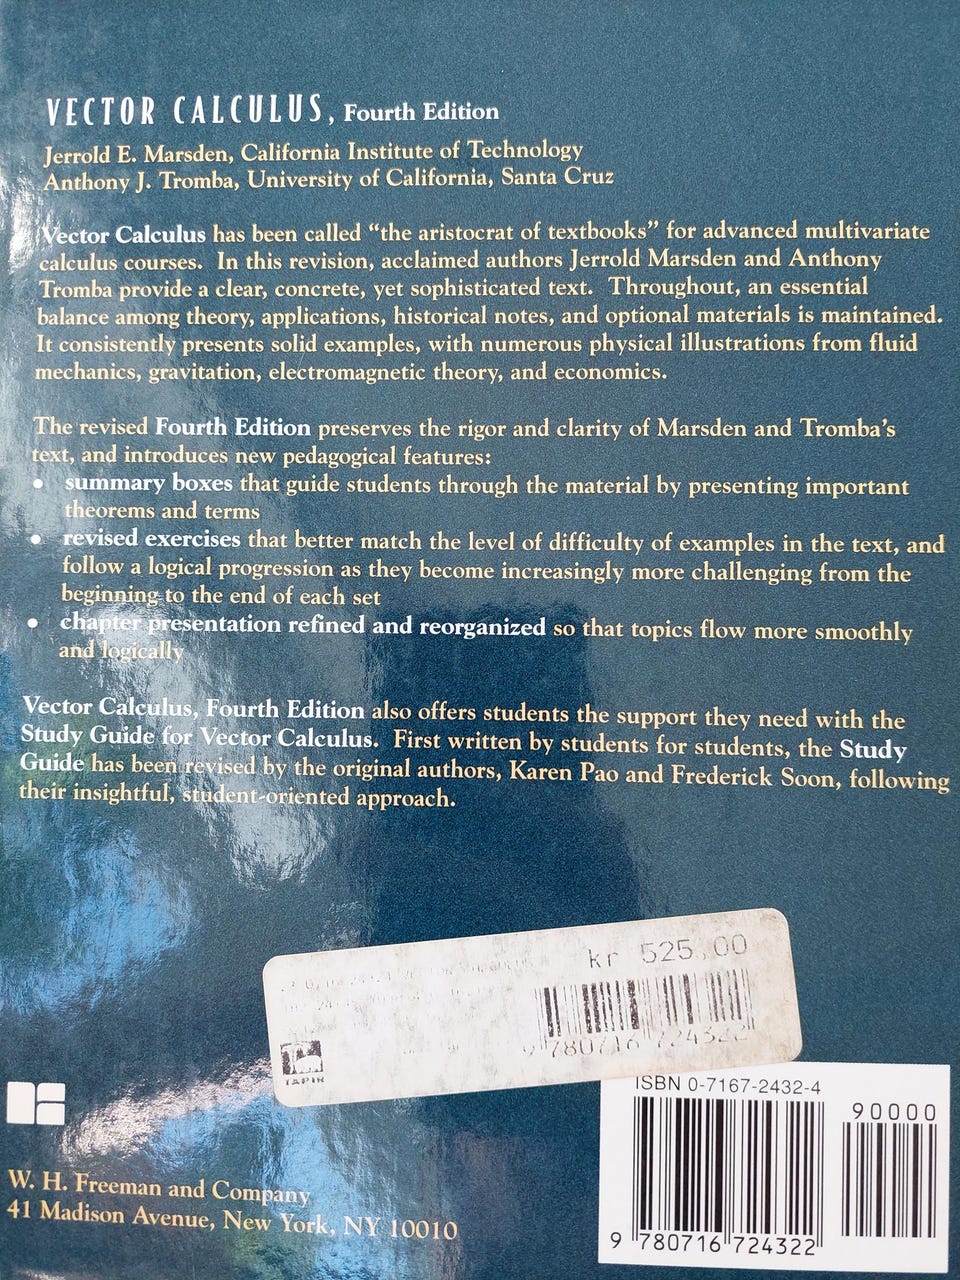 VECTOR CALCULUS, Fourth Edition
Jerrold E. Marsden, California Institute of Technology
Anthony J. Tromba, University of California, Santa Cruz
Vector Calculus has been called “the aristocrat of textbooks” for advanced multivariate
calculus courses. In this revision, acclaimed authors Jerrold Marsden and Anthony
Tromba provide a clear, concrete, yet sophisticated text. Throughout, an essential
balance among theory, applications, historical notes, and optional materials is maintained.
It consistently presents solid examples, with numerous physical illustrations from fluid
mechanics, gravitation, electromagnetic theory, and economics.
The revised Fourth Edition preserves the rigor and clarity of Marsden and Tromba’s
text, and introduces new pedagogical features:
• summary boxes that guide students through the material by presenting important
theorems and terms
• revised exercises that better match the level of difficulty of examples in the text, and
follow a logical progression as they become increasingly more challenging from the
beginning to the end of each set
• chapter presentation refined and reorganized so that topics flow more smoothly
and logically
Vector Calculus, Fourth Edition also offers students the support they need with the
Study Guide for Vector Calculus. First written by students for students, the Study
Guide has been revised by the original authors, Karen Pao and Frederick Soon, following
their insightful, student-oriented approach.
kr 525,00
9 780716 724322
TAPIR
ISBN 0-7167-2432-4
90000
9 780716 724322
W. H. Freeman and Company
41 Madison Avenue, New York, NY 10010